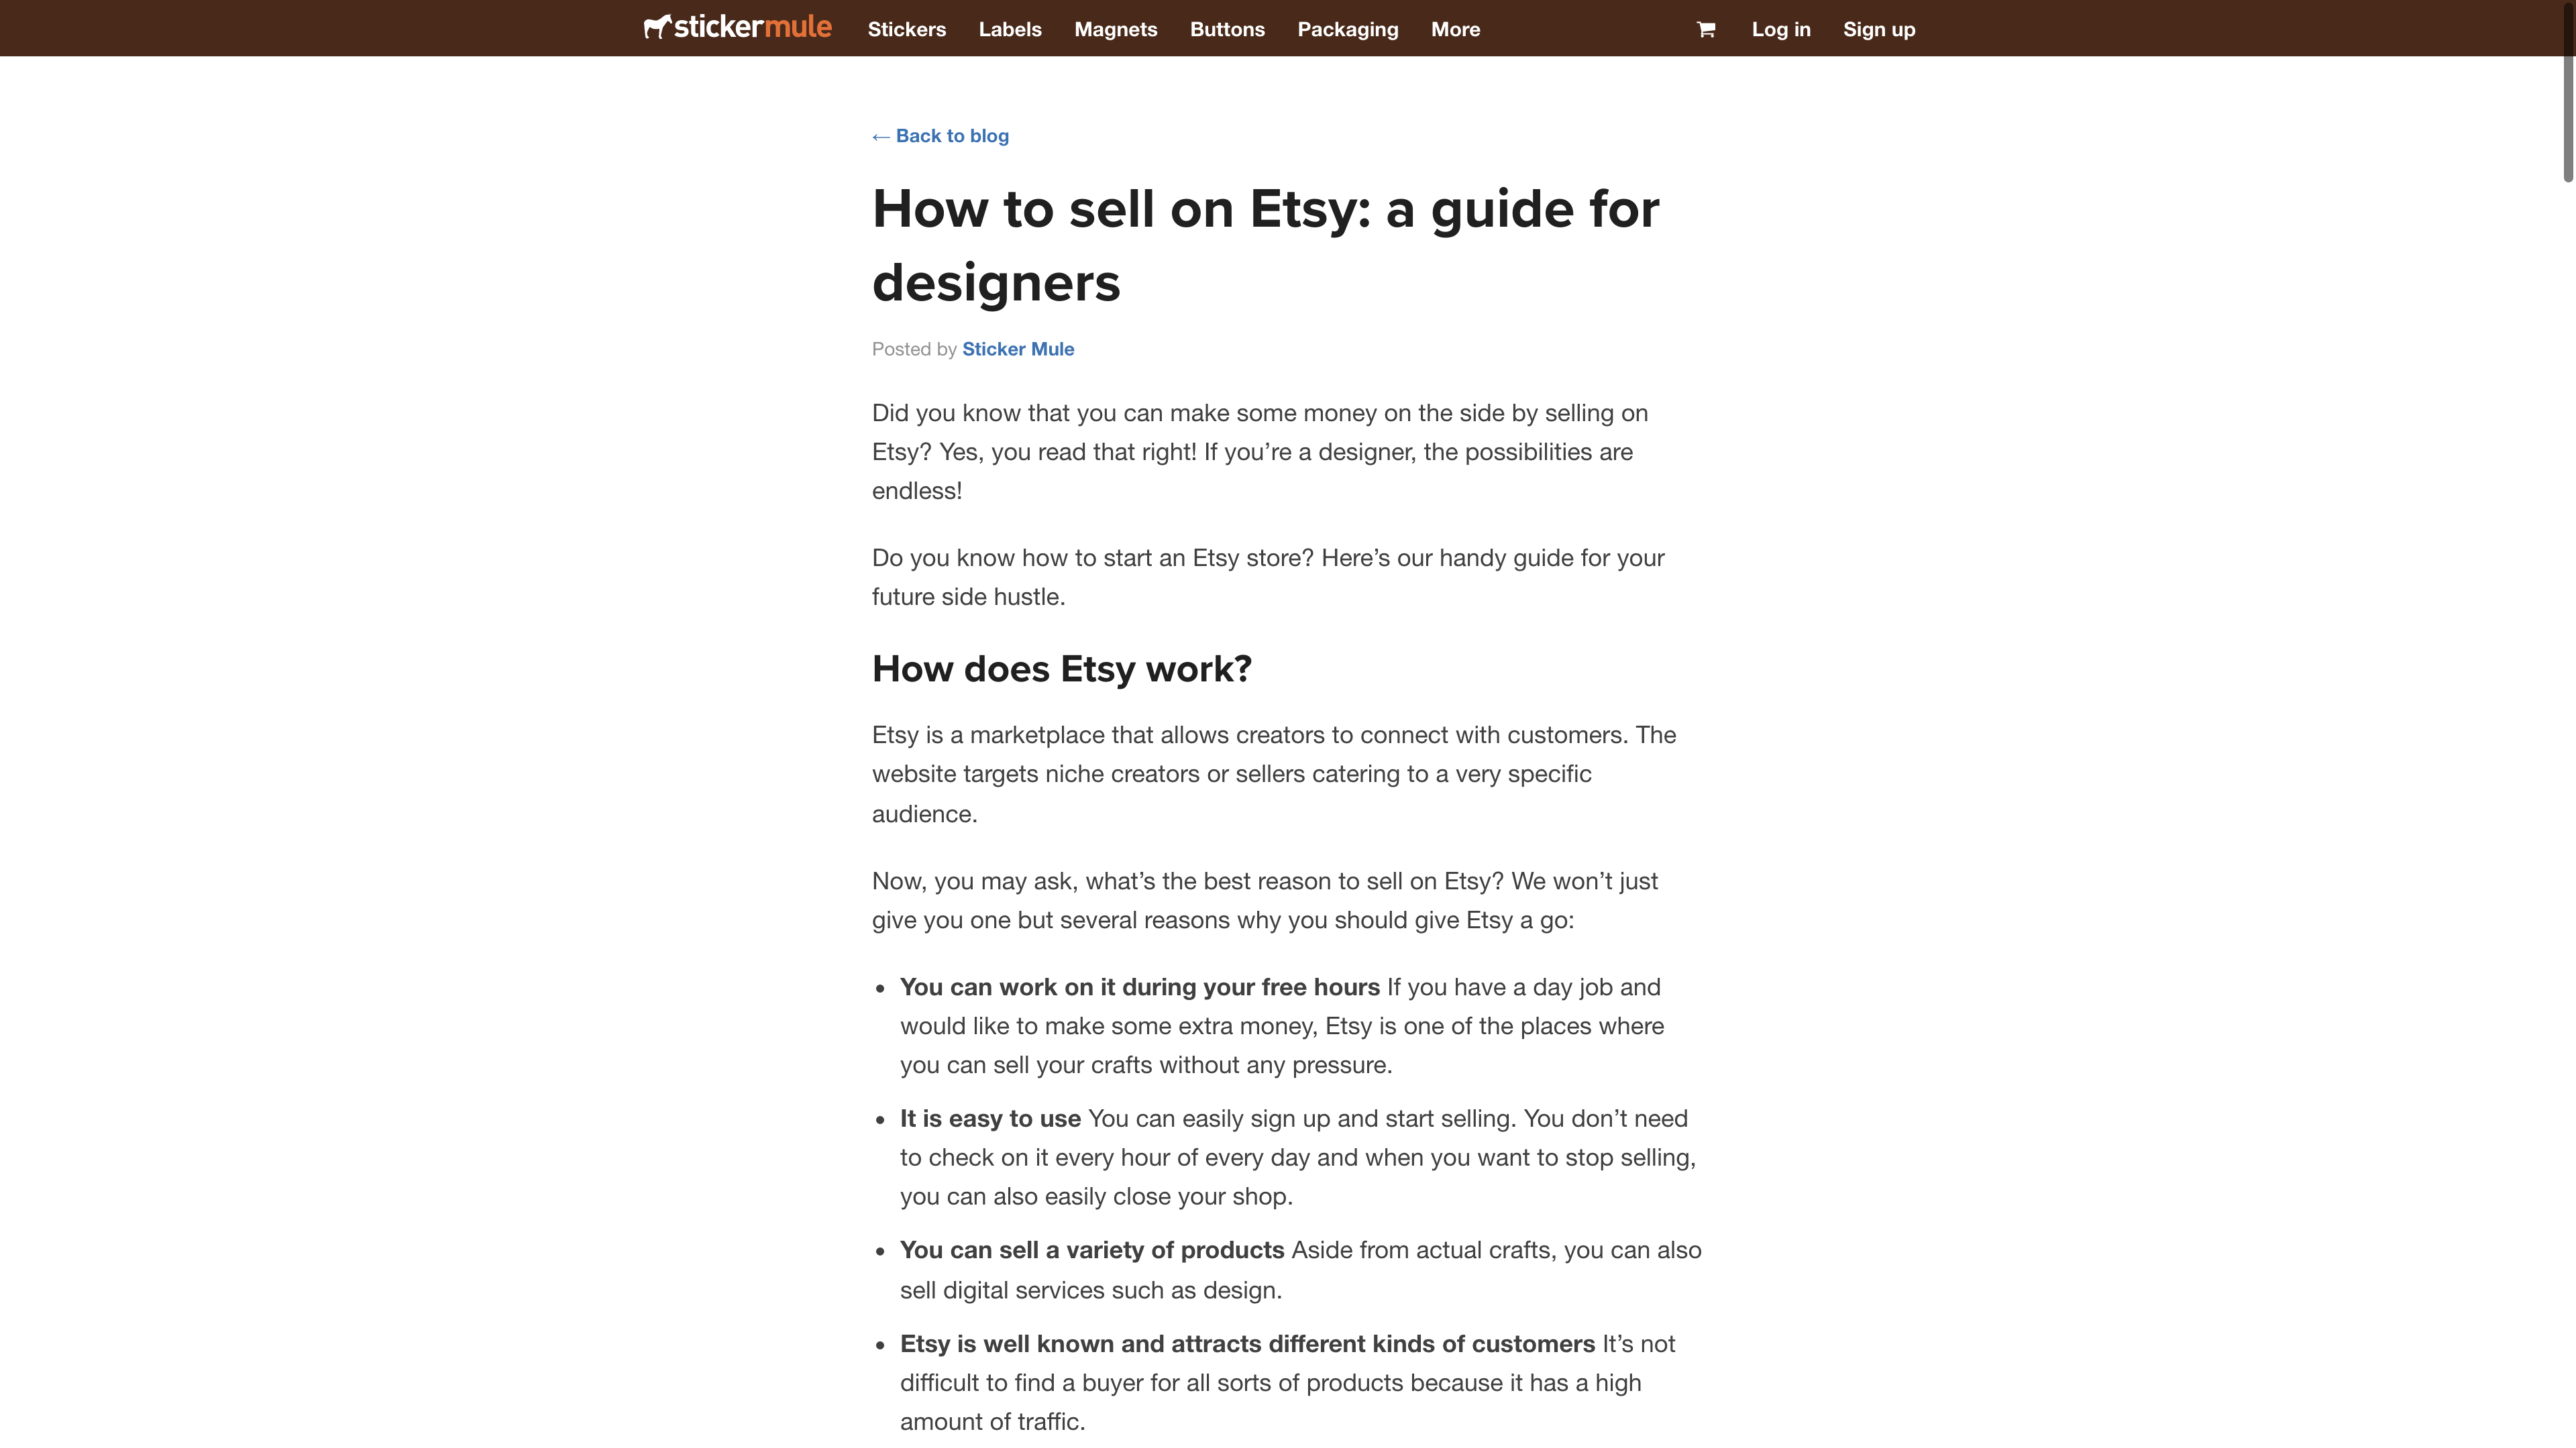 stickermule Stickers Labels Magnets Buttons Packaging More Log in Sign up
← Back to blog
How to sell on Etsy: a guide for
designers
Posted by Sticker Mule
Did you know that you can make some money on the side by selling on
Etsy? Yes, you read that right! If you’re a designer, the possibilities are
endless!
Do you know how to start an Etsy store? Here’s our handy guide for your
future side hustle.
How does Etsy work?
Etsy is a marketplace that allows creators to connect with customers. The
website targets niche creators or sellers catering to a very specific
audience.
Now, you may ask, what’s the best reason to sell on Etsy? We won’t just
give you one but several reasons why you should give Etsy a go:
• You can work on it during your free hours If you have a day job and
would like to make some extra money, Etsy is one of the places where
you can sell your crafts without any pressure.
• It is easy to use You can easily sign up and start selling. You don’t need
to check on it every hour of every day and when you want to stop selling,
you can also easily close your shop.
• You can sell a variety of products Aside from actual crafts, you can also
sell digital services such as design.
• Etsy is well known and attracts different kinds of customers It’s not
difficult to find a buyer for all sorts of products because it has a high
amount of traffic.